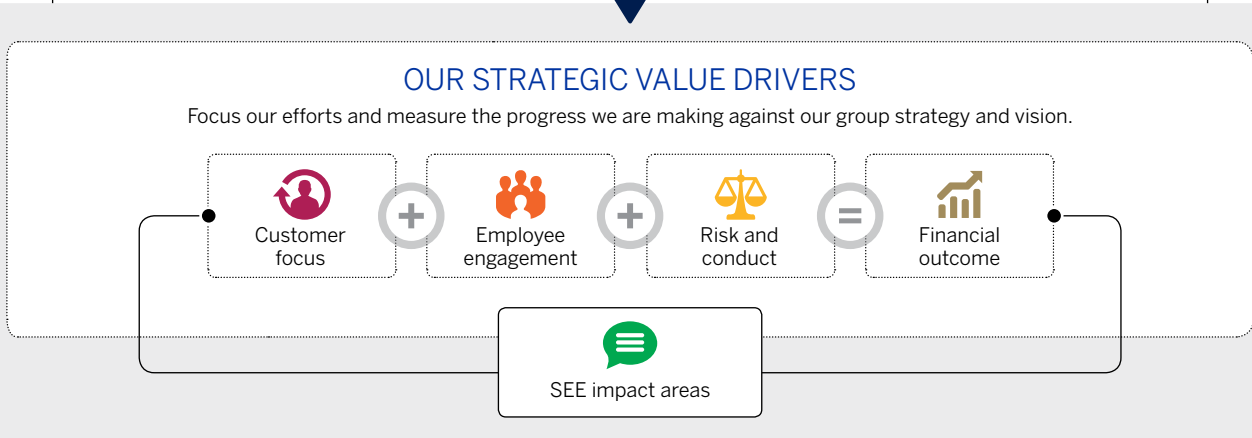 OUR STRATEGIC VALUE DRIVERS
Focus our efforts and measure the progress we are making against our group strategy and vision.
Customer
focus
+
Employee
engagement
+
Risk and
conduct
=
Financial
outcome
SEE impact areas